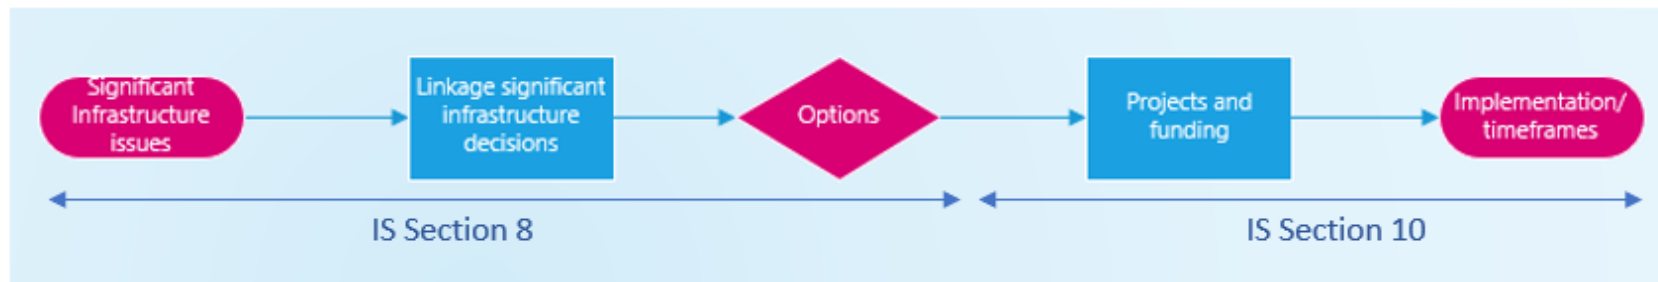 Significant
Infrastructure
issues
Linkage significant
infrastructure
decisions
Options
Projects and
funding
Implementation/
timeframes
IS Section 8
IS Section 10